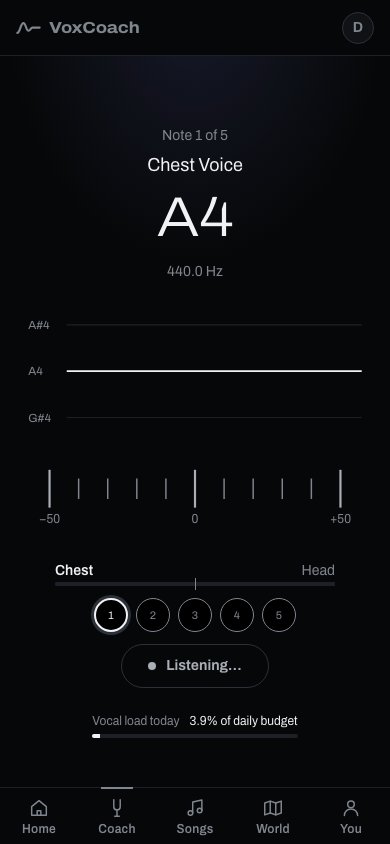 VoxCoach D
Note 1 of 5
Chest Voice
A4
440.0 Hz
A#4
A4
G#4
−50 0 +50
Chest Head
1 2 3 4 5
Listening...
Vocal load today 3.9% of daily budget
Home Coach Songs World You